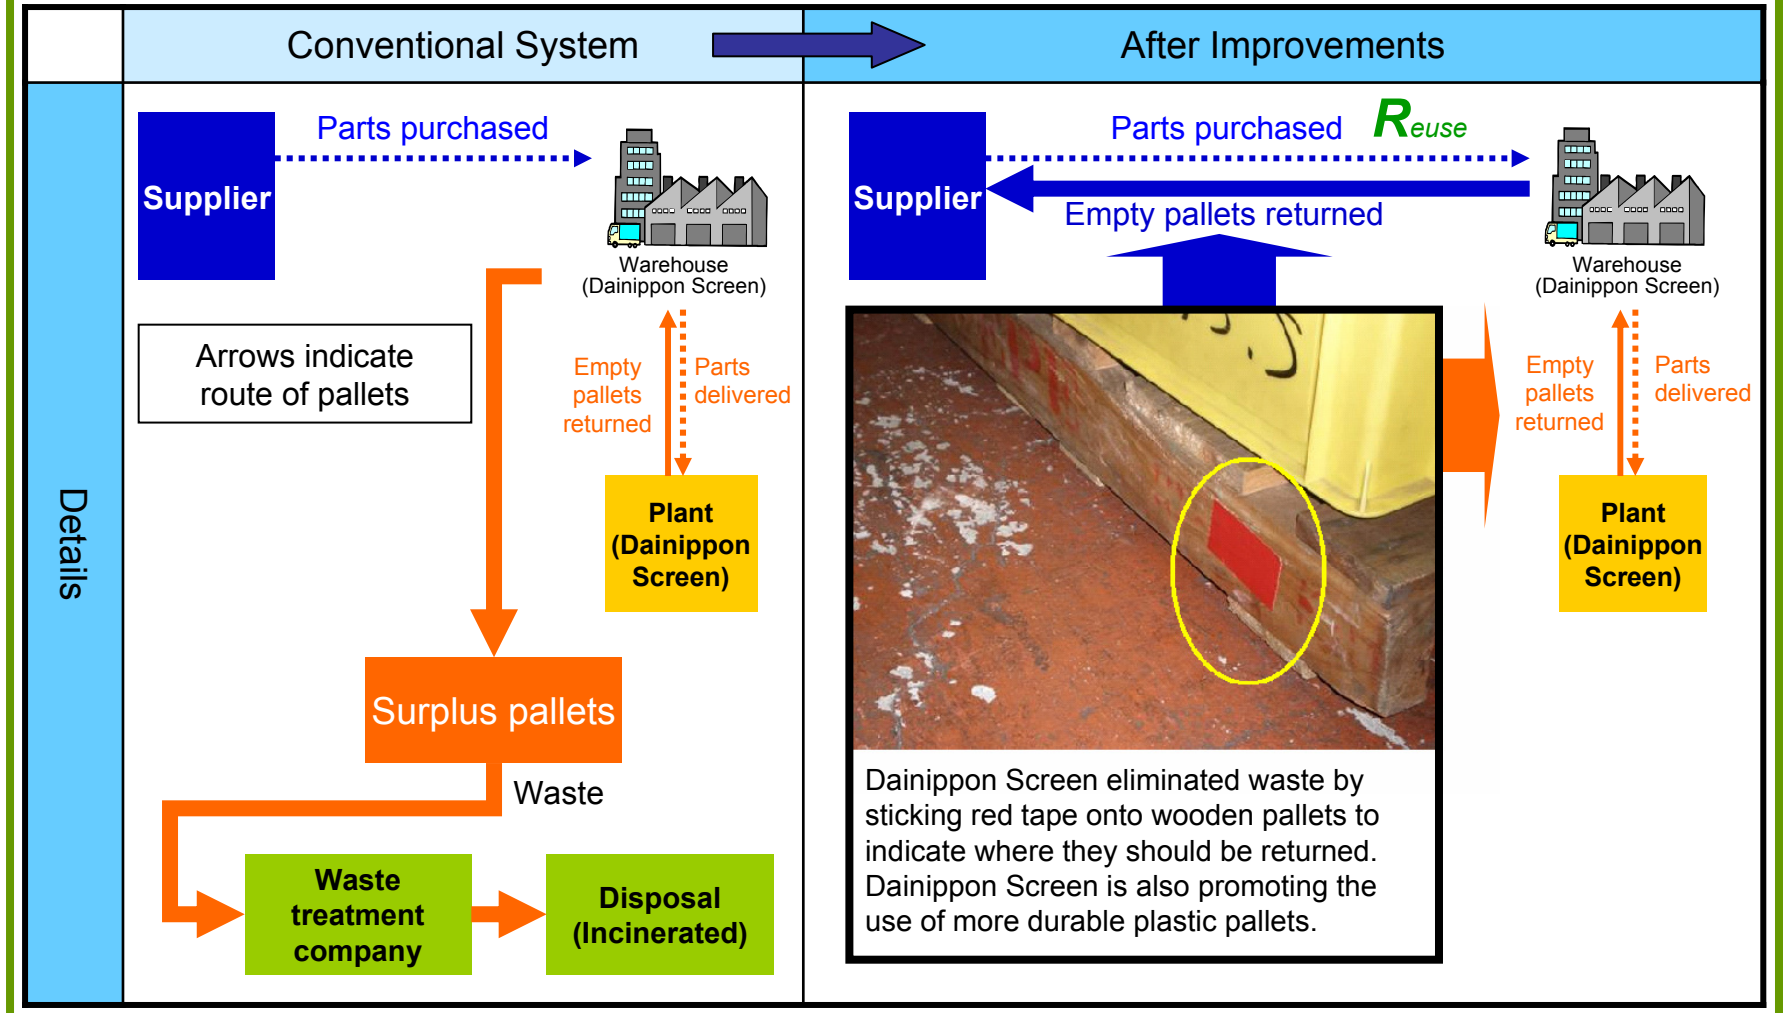 Conventional System
After Improvements
Details
Supplier
Parts purchased
Warehouse
(Dainippon Screen)
Arrows indicate
route of pallets
Empty
pallets
returned
Parts
delivered
Plant
(Dainippon
Screen)
Surplus pallets
Waste
Waste
treatment
company
Disposal
(Incinerated)
Supplier
Parts purchased
Reuse
Empty pallets returned
Warehouse
(Dainippon Screen)
Empty
pallets
returned
Parts
delivered
Plant
(Dainippon
Screen)
Dainippon Screen eliminated waste by
sticking red tape onto wooden pallets to
indicate where they should be returned.
Dainippon Screen is also promoting the
use of more durable plastic pallets.